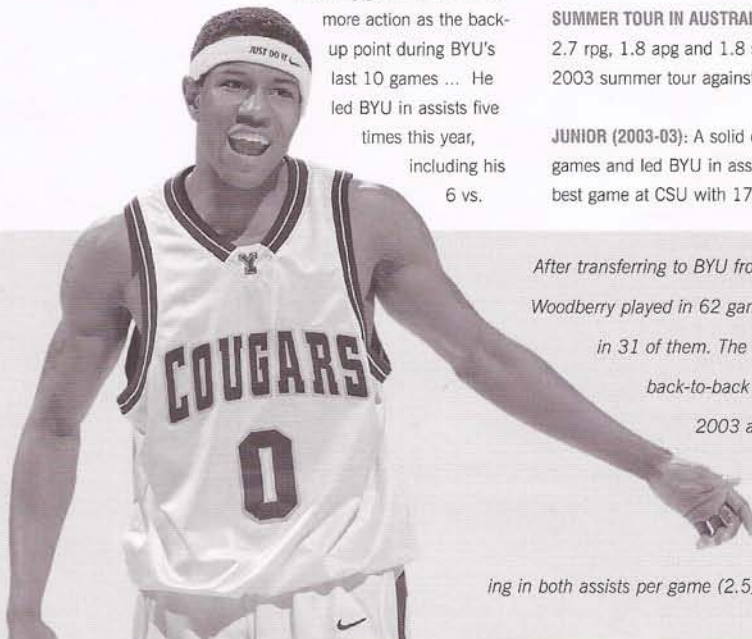 more action as the back-
up point during BYU's
last 10 games ... He
led BYU in assists five
times this year,
including his
6 vs.
SUMMER TOUR IN AUSTRAL
2.7 rpg, 1.8 apg and 1.8
2003 summer tour against
JUNIOR (2003-03): A solid
games and led BYU in ass
best game at CSU with 17
After transferring to BYU fro
Woodberry played in 62 gam
in 31 of them. The
back-to-back
2003 a
ing in both assists per game (2.5
JUST DO IT
Y
COUGARS
0